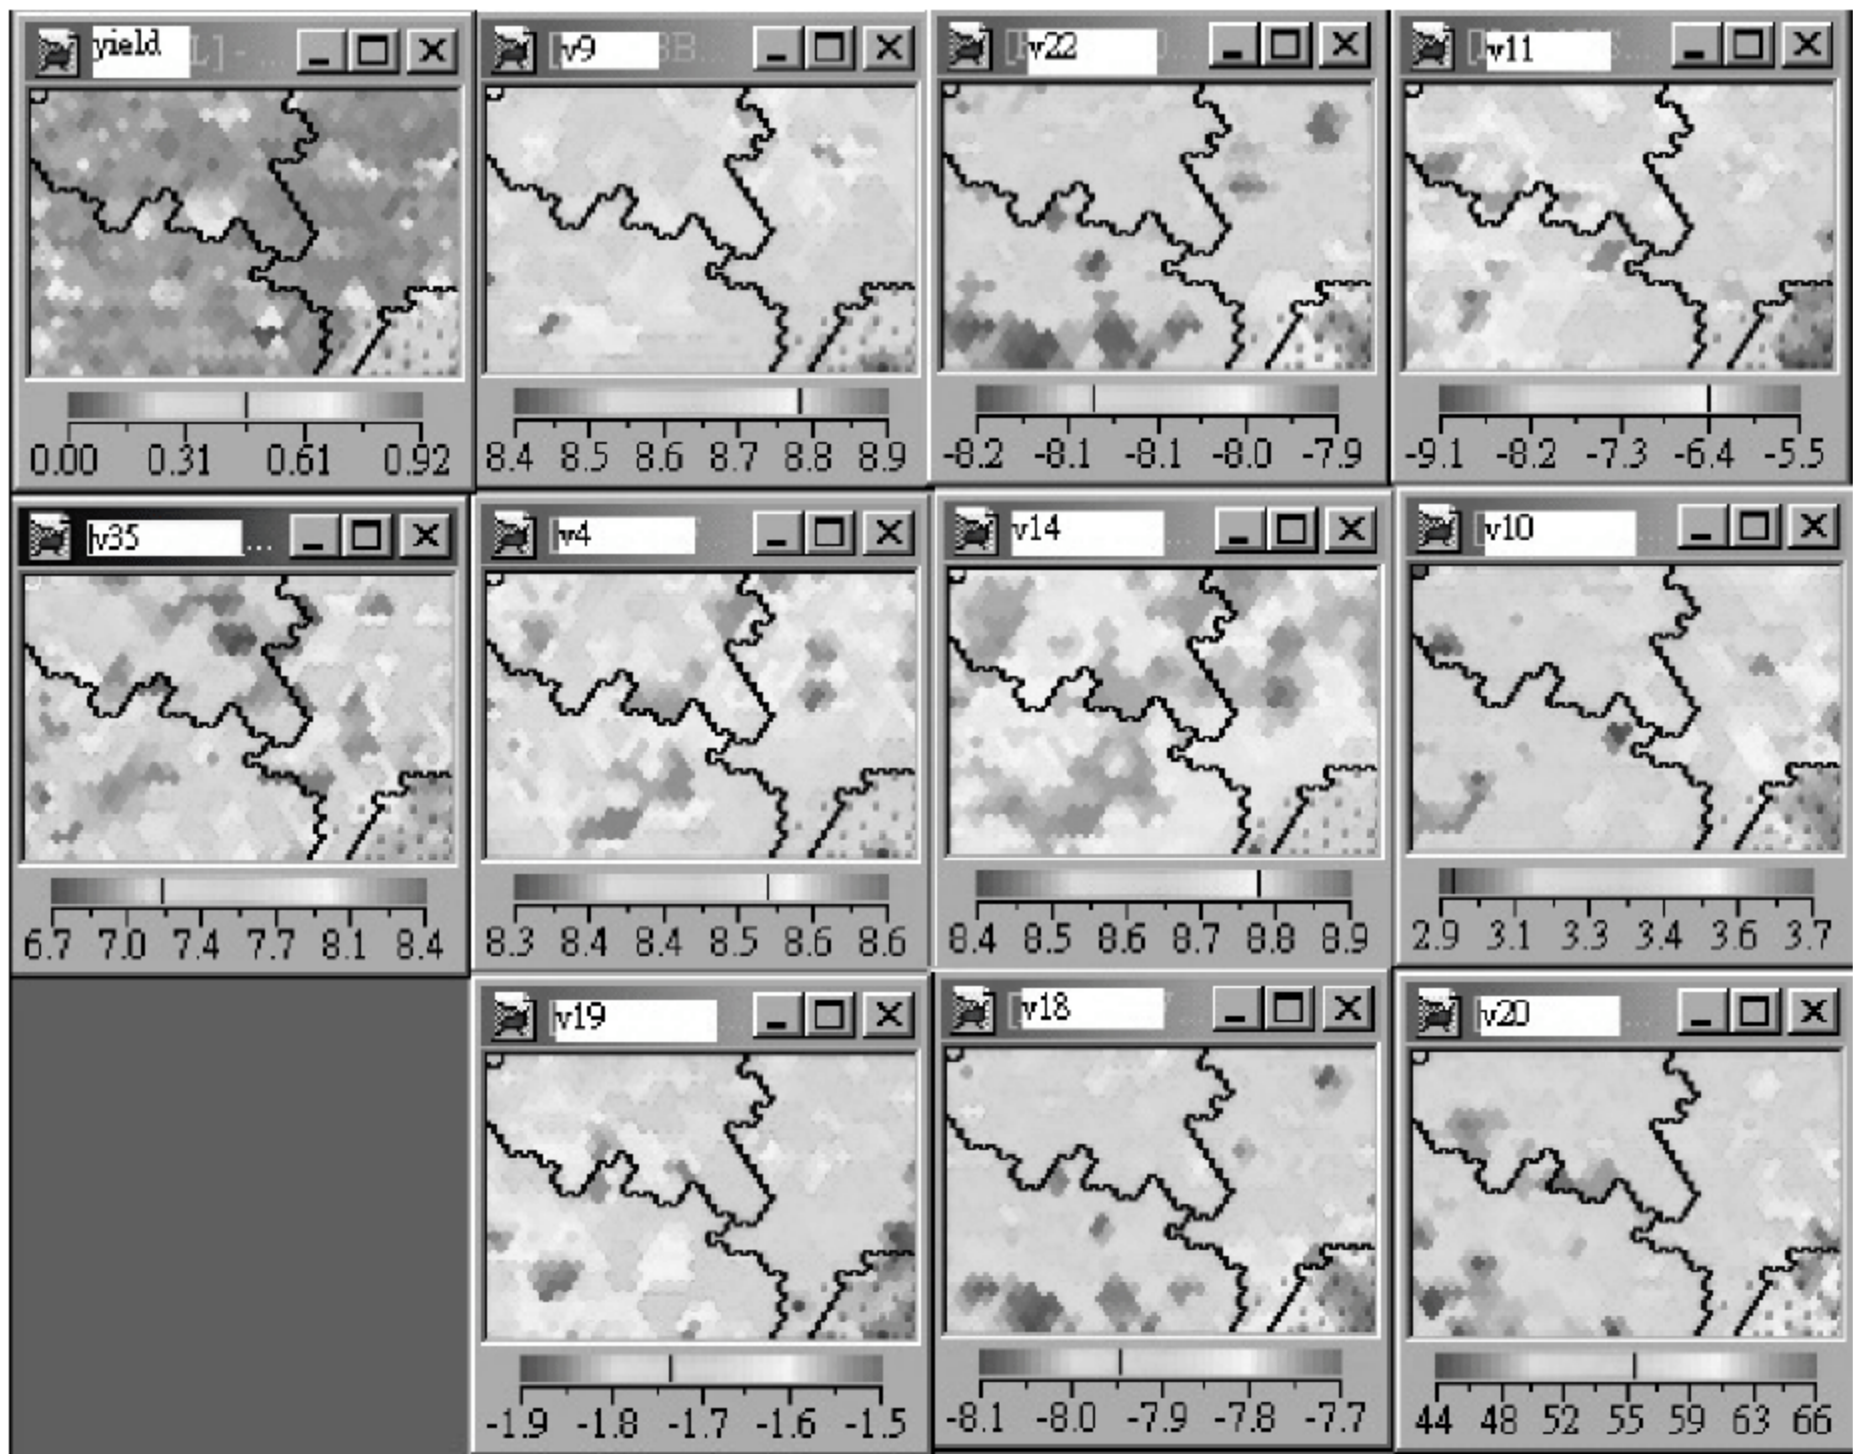 yield
v9
v22
v11
0.00 0.31 0.61 0.92
8.4 8.5 8.6 8.7 8.8 8.9
-8.2 -8.1 -8.1 -8.0 -7.9
-9.1 -8.2 -7.3 -6.4 -5.5
v35 ...
v4
v14
v10
6.7 7.0 7.4 7.7 8.1 8.4
8.3 8.4 8.4 8.5 8.6 8.6
8.4 8.5 8.6 8.7 8.8 8.9
2.9 3.1 3.3 3.4 3.6 3.7
v19
v18
v20
-1.9 -1.8 -1.7 -1.6 -1.5
-8.1 -8.0 -7.9 -7.8 -7.7
44 48 52 55 59 63 66